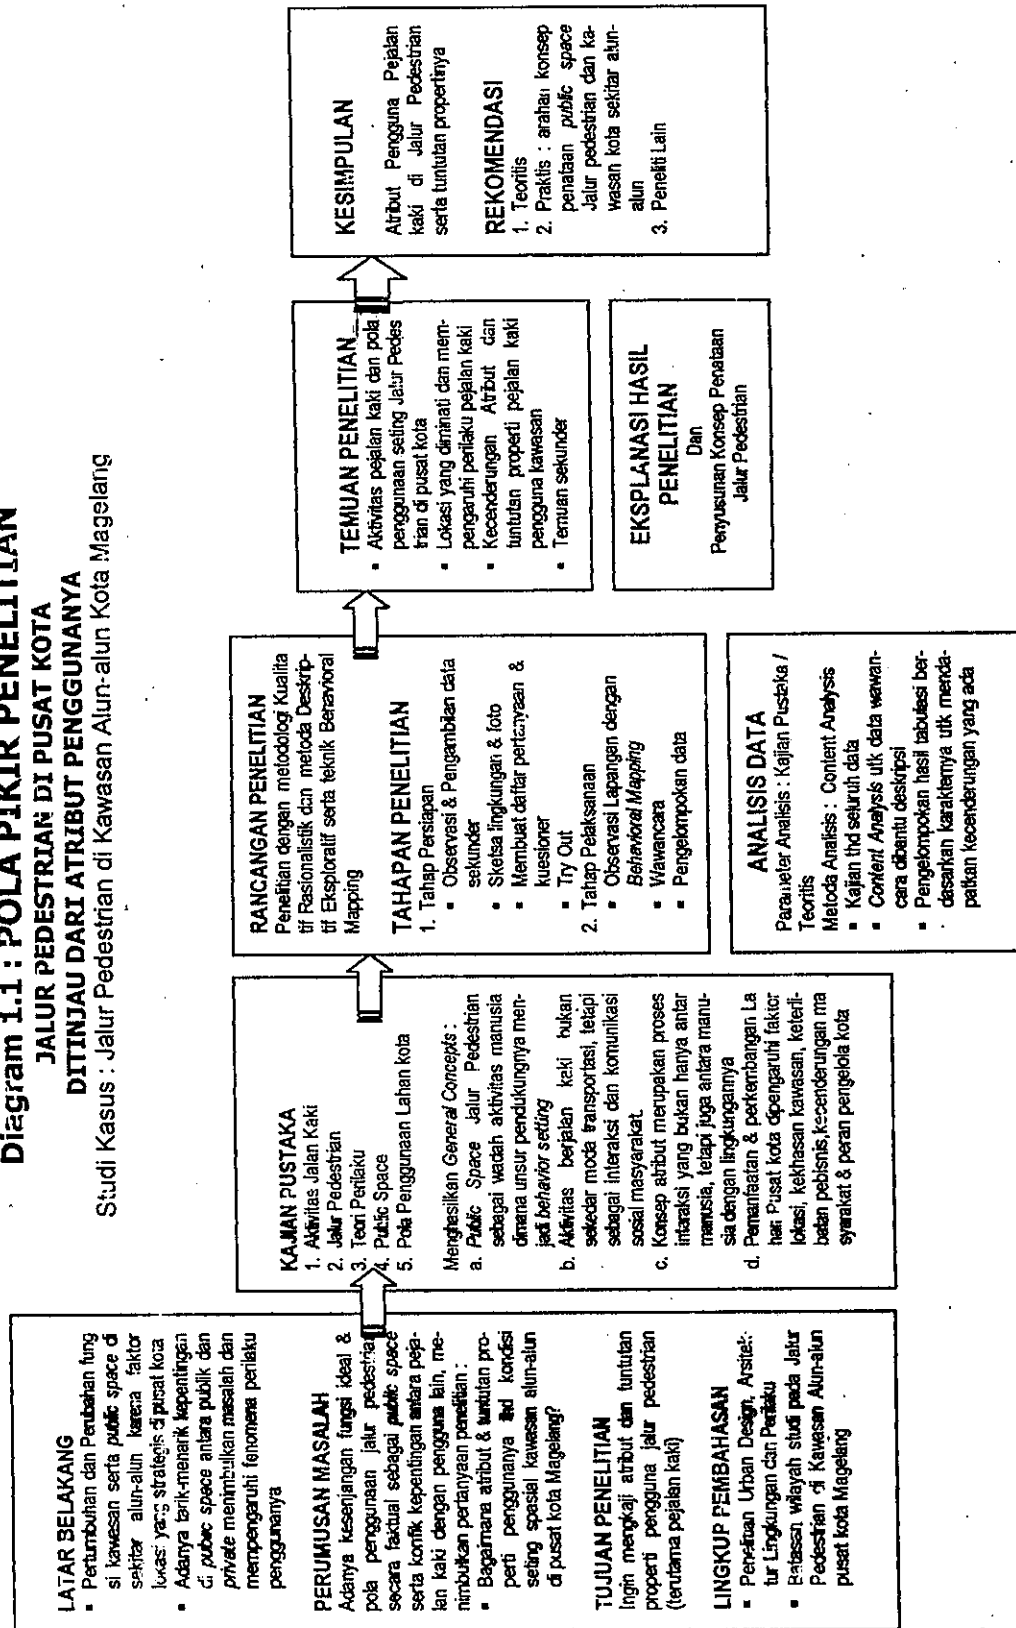 Diagram 1.1 : POLA PIKIR PENELITIAN
JALUR PEDESTRIAN DI PUSAT KOTA
DITINJAU DARI ATRIBUT PENGGUNANYA
Studi Kasus : Jalur Pedestrian di Kawasan Alun-alun Kota Magelang
LATAR BELAKANG
▪ Pertumbuhan dan Perubahan fung
si kawasan serta public space di
sekitar alun-alun karena faktor
lokasi yang strategis di pusat kota
▪ Adanya tarik-menarik kepentingan
di public space antara publik dan
private menimbulkan masalah dan
mempengaruhi fenomena perilaku
penggunanya
PERUMUSAN MASALAH
Adanya kesenjangan fungsi ideal &
pola penggunaan jalur pedestrian
secara faktual sebagai public space
serta konflik kepentingan antara peja-
lan kaki dengan pengguna lain, me-
nimbulkan pertanyaan penelitian :
▪ Bagaimana atribut & tuntutan pro-
perti penggunanya thd kondisi
seting spasial kawasan alun-alun
di pusat kota Magelang?
TUJUAN PENELITIAN
Ingin mengkaji atribut dan tuntutan
properti pengguna jalur pedestrian
(terutama pejalan kaki)
LINGKUP PEMBAHASAN
▪ Penelitian Urban Design, Arsitek-
tur Lingkungan dan Perilaku
▪ Batasan wilayah studi pada Jalur
Pedestrian di Kawasan Alun-alun
pusat kota Magelang
KAJIAN PUSTAKA
1. Aktivitas Jalan Kaki
2. Jalur Pedestrian
3. Teori Perilaku
4. Public Space
5. Pola Penggunaan Lahan kota
Menghasilkan General Concepts :
a. Public Space Jalur Pedestrian
sebagai wadah aktivitas manusia
dimana unsur pendukungnya men-
jadi behavior setting
b. Aktivitas berjalan kaki bukan
sekedar moda transportasi, tetapi
sebagai interaksi dan komunikasi
sosial masyarakat.
c. Konsep atribut merupakan proses
intaraksi yang bukan hanya antar
manusia, tetapi juga antara manu-
sia dengan lingkungannya
d. Pemanfaatan & perkembangan La
han Pusat kota dipengaruhi faktor
lokasi, kekhasan kawasan, keterli-
batan pebisnis,kecenderungan ma
syarakat & peran pengelola kota
RANCANGAN PENELITIAN
Penelitian dengan metodologi Kualita
tif Rasionalistik dan metoda Deskrip-
tif Eksploratif serta teknik Behavioral
Mapping
TAHAPAN PENELITIAN
1. Tahap Persiapan
▪ Observasi & Pengambilan data
sekunder
▪ Sketsa lingkungan & foto
▪ Membuat daftar pertanyaan &
kuesioner
▪ Try Out
2. Tahap Pelaksanaan
▪ Observasi Lapangan dengan
Behavioral Mapping
▪ Wawancara
▪ Pengelompokan data
ANALISIS DATA
Parameter Analisis : Kajian Pustaka /
Teoritis
Metoda Analisis : Content Analysis
▪ Kajian thd seluruh data
▪ Content Analysis utk data wawan-
cara dibantu deskripsi
▪ Pengelompokan hasil tabulasi ber-
dasarkan karakternya utk menda-
patkan kecenderungan yang ada
TEMUAN PENELITIAN
▪ Aktivitas pejalan kaki dan pola
penggunaan seting Jalur Pedes
trian di pusat kota
▪ Lokasi yang diminati dan mem-
pengaruhi perilaku pejalan kaki
▪ Kecenderungan Atribut dan
tuntutan properti pejalan kaki
pengguna kawasan
▪ Temuan sekunder
EKSPLANASI HASIL
PENELITIAN
Dan
Penyusunan Konsep Penataan
Jalur Pedestrian
KESIMPULAN
Atribut Pengguna Pejalan
kaki di Jalur Pedestrian
serta tuntutan propertinya
REKOMENDASI
1. Teoritis
2. Praktis : arahan konsep
penataan public space
Jalur pedestrian dan ka-
wasan kota sekitar alun-
alun
3. Peneliti Lain